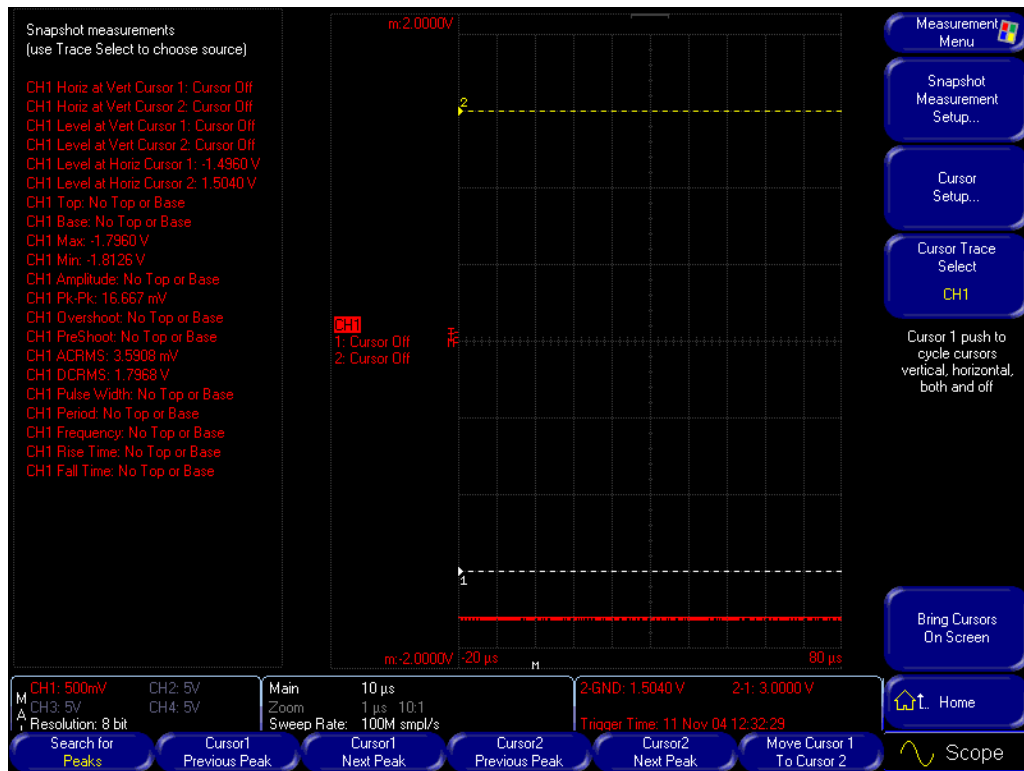 Snapshot measurements
(use Trace Select to choose source)
CH1 Horiz at Vert Cursor 1: Cursor Off
CH1 Horiz at Vert Cursor 2: Cursor Off
CH1 Level at Vert Cursor 1: Cursor Off
CH1 Level at Vert Cursor 2: Cursor Off
CH1 Level at Horiz Cursor 1: -1.4960 V
CH1 Level at Horiz Cursor 2: 1.5040 V
CH1 Top: No Top or Base
CH1 Base: No Top or Base
CH1 Max: -1.7960 V
CH1 Min: -1.8126 V
CH1 Amplitude: No Top or Base
CH1 Pk-Pk: 16.667 mV
CH1 Overshoot: No Top or Base
CH1 PreShoot: No Top or Base
CH1 ACRMS: 3.5908 mV
CH1 DCRMS: 1.7968 V
CH1 Pulse Width: No Top or Base
CH1 Period: No Top or Base
CH1 Frequency: No Top or Base
CH1 Rise Time: No Top or Base
CH1 Fall Time: No Top or Base
m:2.0000V
2
CH1
1: Cursor Off
2: Cursor Off
1
m:-2.0000V
-20 µs
M
80 µs
Measurement
Menu
Snapshot
Measurement
Setup...
Cursor
Setup...
Cursor Trace
Select
CH1
Cursor 1 push to
cycle cursors
vertical, horizontal,
both and off
Bring Cursors
On Screen
Home
Scope
CH1: 500mV CH2: 5V
M CH3: 5V CH4: 5V
A Resolution: 8 bit
Main 10 µs
Zoom 1 µs 10:1
Sweep Rate: 100M smpl/s
2-GND: 1.5040 V 2-1: 3.0000 V
Trigger Time: 11 Nov 04 12:32:29
Search for
Peaks
Cursor1
Previous Peak
Cursor1
Next Peak
Cursor2
Previous Peak
Cursor2
Next Peak
Move Cursor 1
To Cursor 2